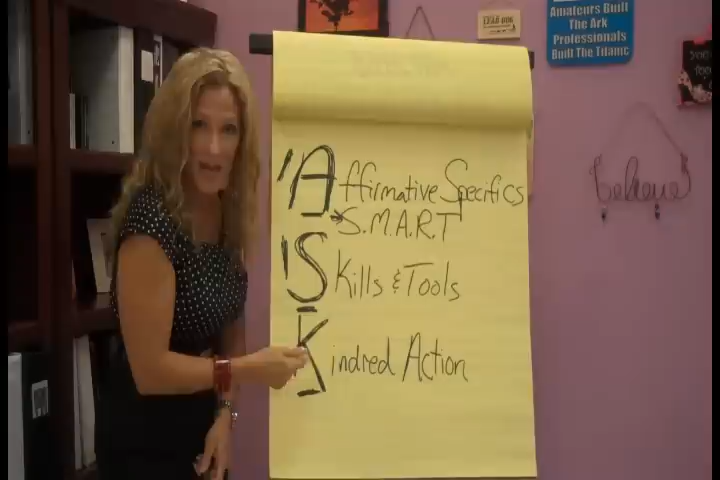 Amateurs Built
The Ark
Professionals
Built The Titanic
believe
'Affirmative Specifics
S.M.A.R.T
'Skills & Tools
Kindred Action